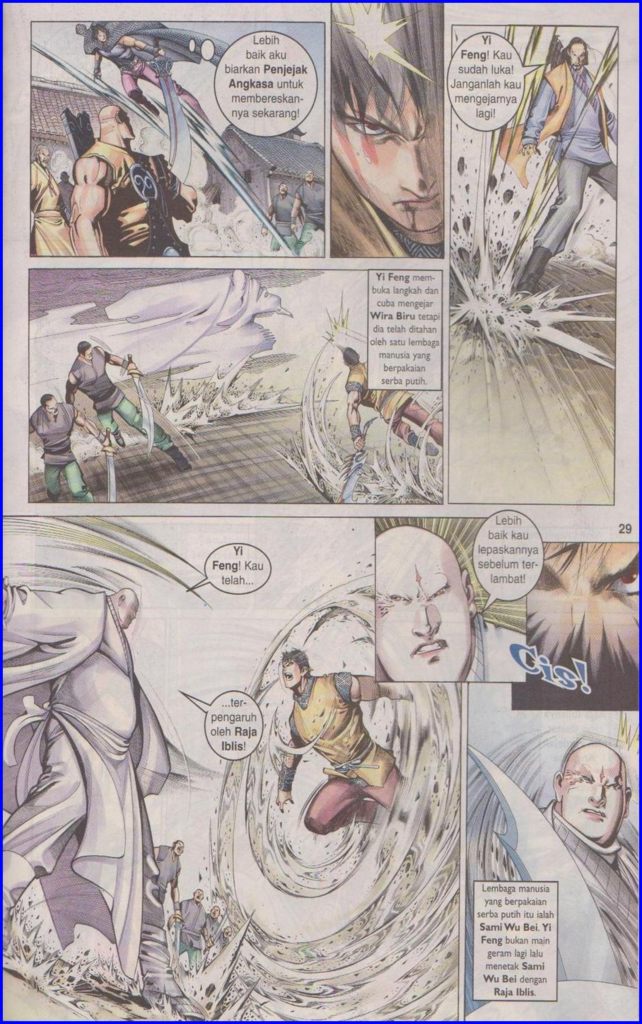 Lebih
baik aku
biarkan Penjejak
Angkasa untuk
membereskan-
nya sekarang!
Yi
Feng! Kau
sudah luka!
Janganlah kau
mengejarnya
lagi!
Yi Feng mem-
buka langkah dan
cuba mengejar
Wira Biru tetapi
dia telah ditahan
oleh satu lembaga
manusia yang
berpakaian
serba putih.
29
Yi
Feng! Kau
telah...
Lebih
baik kau
lepaskannya
sebelum ter-
lambat!
Cis!
...ter-
pengaruh
oleh Raja
Iblis!
Lembaga manusia
yang berpakaian
serba putih itu ialah
Sami Wu Bei. Yi
Feng bukan main
geram lagi lalu
menetak Sami
Wu Bei dengan
Raja Iblis.